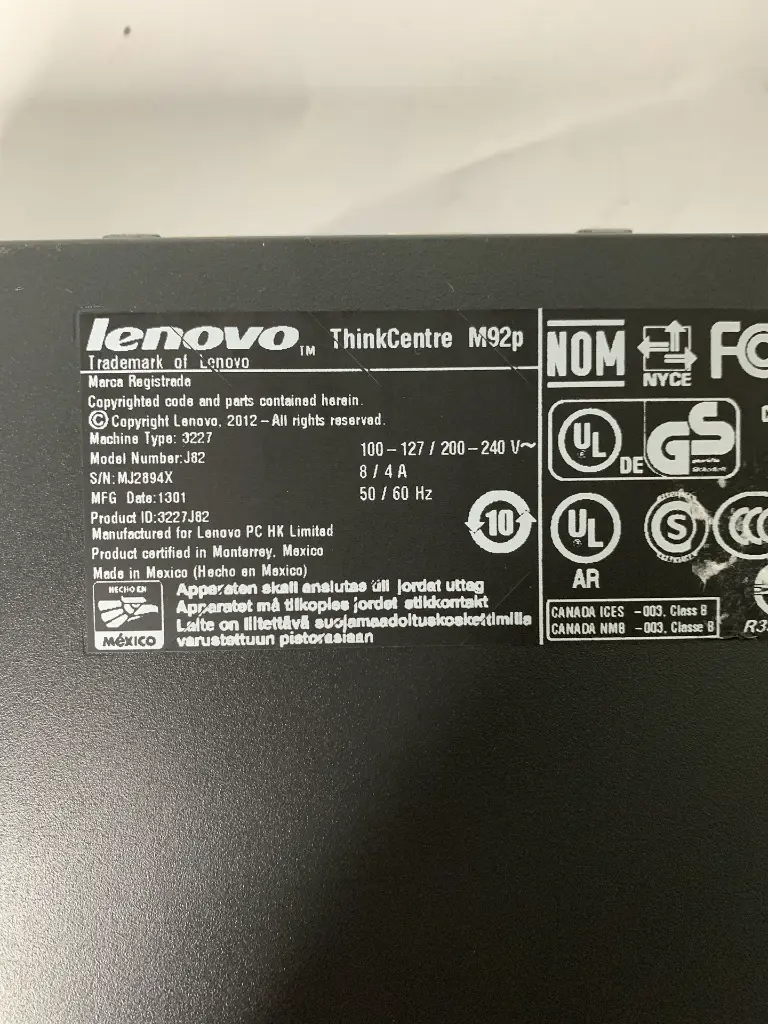 lenovo TM ThinkCentre M92p
Trademark of Lenovo
Marca Registrada
Copyrighted code and parts contained herein.
© Copyright Lenovo, 2012 – All rights reserved.
Machine Type: 3227
Model Number: J82
S/N: MJ2894X
MFG Date: 1301
Product ID: 3227J82
100 – 127 / 200 – 240 V~
8 / 4 A
50 / 60 Hz
10
Manufactured for Lenovo PC HK Limited
Product certified in Monterrey, Mexico
Made in Mexico (Hecho en Mexico)
HECHO EN
MéXICO
Apparaten skall anslutas till jordat uttag
Apparatet må tilkoples jordet stikkontakt
Laite on liitettävä suojamaadoituskoskettimilla
varustettuun pistorasiaan
NOM
NYCE
FC
UL
DE
GS
UL
AR
S
CCC
CANADA ICES -003, Class B
CANADA NMB -003, Classe B